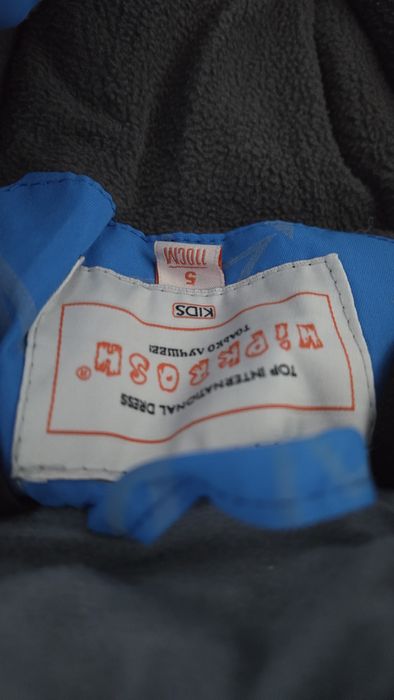 TOP INTERNATIONAL DRESS
®
ТОЛЬКО ЛУЧШЕЕ!
KIDS
5
110CM